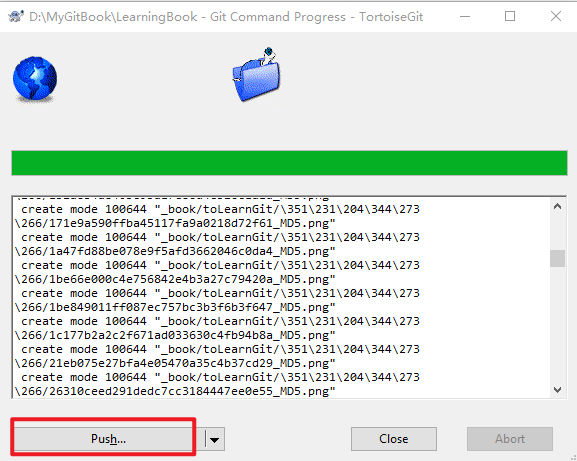 D:\MyGitBook\LearningBook - Git Command Progress - TortoiseGit
create mode 100644 "_book/toLearnGit/\351\231\204\344\273
\266/171e9a590ffba45117fa9a0218d72f61_MD5.png"
create mode 100644 "_book/toLearnGit/\351\231\204\344\273
\266/1a47fd88be078e9f5afd3662046c0da4_MD5.png"
create mode 100644 "_book/toLearnGit/\351\231\204\344\273
\266/1be66e000c4e756842e4b3a27c79420a_MD5.png"
create mode 100644 "_book/toLearnGit/\351\231\204\344\273
\266/1be849011ff087ec757bc3b3f6b3f647_MD5.png"
create mode 100644 "_book/toLearnGit/\351\231\204\344\273
\266/1c177b2a2c2f671ad033630c4fb94b8a_MD5.png"
create mode 100644 "_book/toLearnGit/\351\231\204\344\273
\266/21eb075e27bfa4e05470a35c4b37cd29_MD5.png"
create mode 100644 "_book/toLearnGit/\351\231\204\344\273
\266/26310ceed291dedc7cc3184447ee0e55_MD5.png"
Push...
Close
Abort